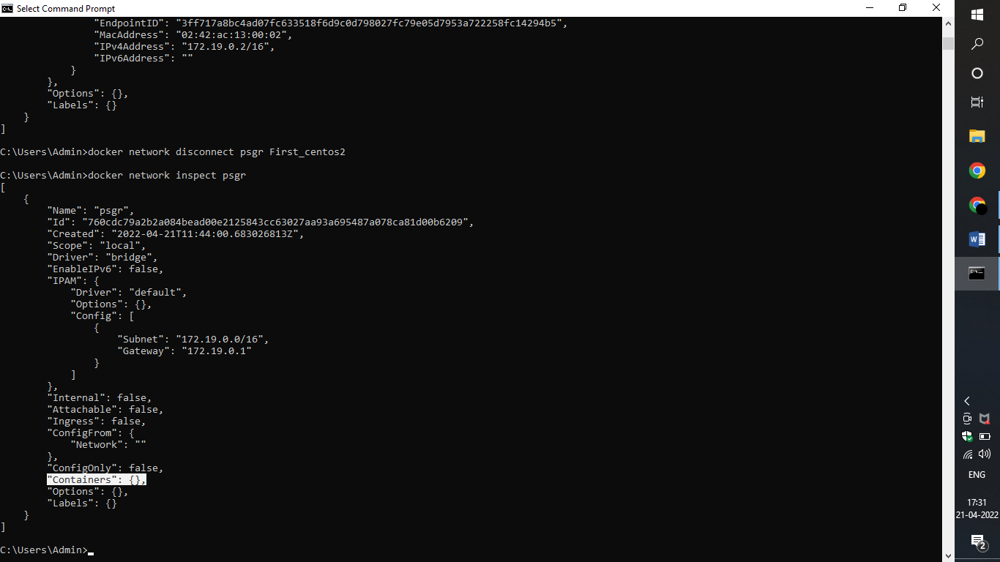 Select Command Prompt
                "EndpointID": "3ff717a8bc4ad07fc633518f6d9c0d798027fc79e05d7953a722258fc14294b5",
                "MacAddress": "02:42:ac:13:00:02",
                "IPv4Address": "172.19.0.2/16",
                "IPv6Address": ""
            }
        },
        "Options": {},
        "Labels": {}
    }
]
C:\Users\Admin>docker network disconnect psgr First_centos2
C:\Users\Admin>docker network inspect psgr
[
    {
        "Name": "psgr",
        "Id": "760cdc79a2b2a084bead00e2125843cc63027aa93a695487a078ca81d00b6209",
        "Created": "2022-04-21T11:44:00.683026813Z",
        "Scope": "local",
        "Driver": "bridge",
        "EnableIPv6": false,
        "IPAM": {
            "Driver": "default",
            "Options": {},
            "Config": [
                {
                    "Subnet": "172.19.0.0/16",
                    "Gateway": "172.19.0.1"
                }
            ]
        },
        "Internal": false,
        "Attachable": false,
        "Ingress": false,
        "ConfigFrom": {
            "Network": ""
        },
        "ConfigOnly": false,
        "Containers": {},
        "Options": {},
        "Labels": {}
    }
]
C:\Users\Admin>
ENG
17:31
21-04-2022
2